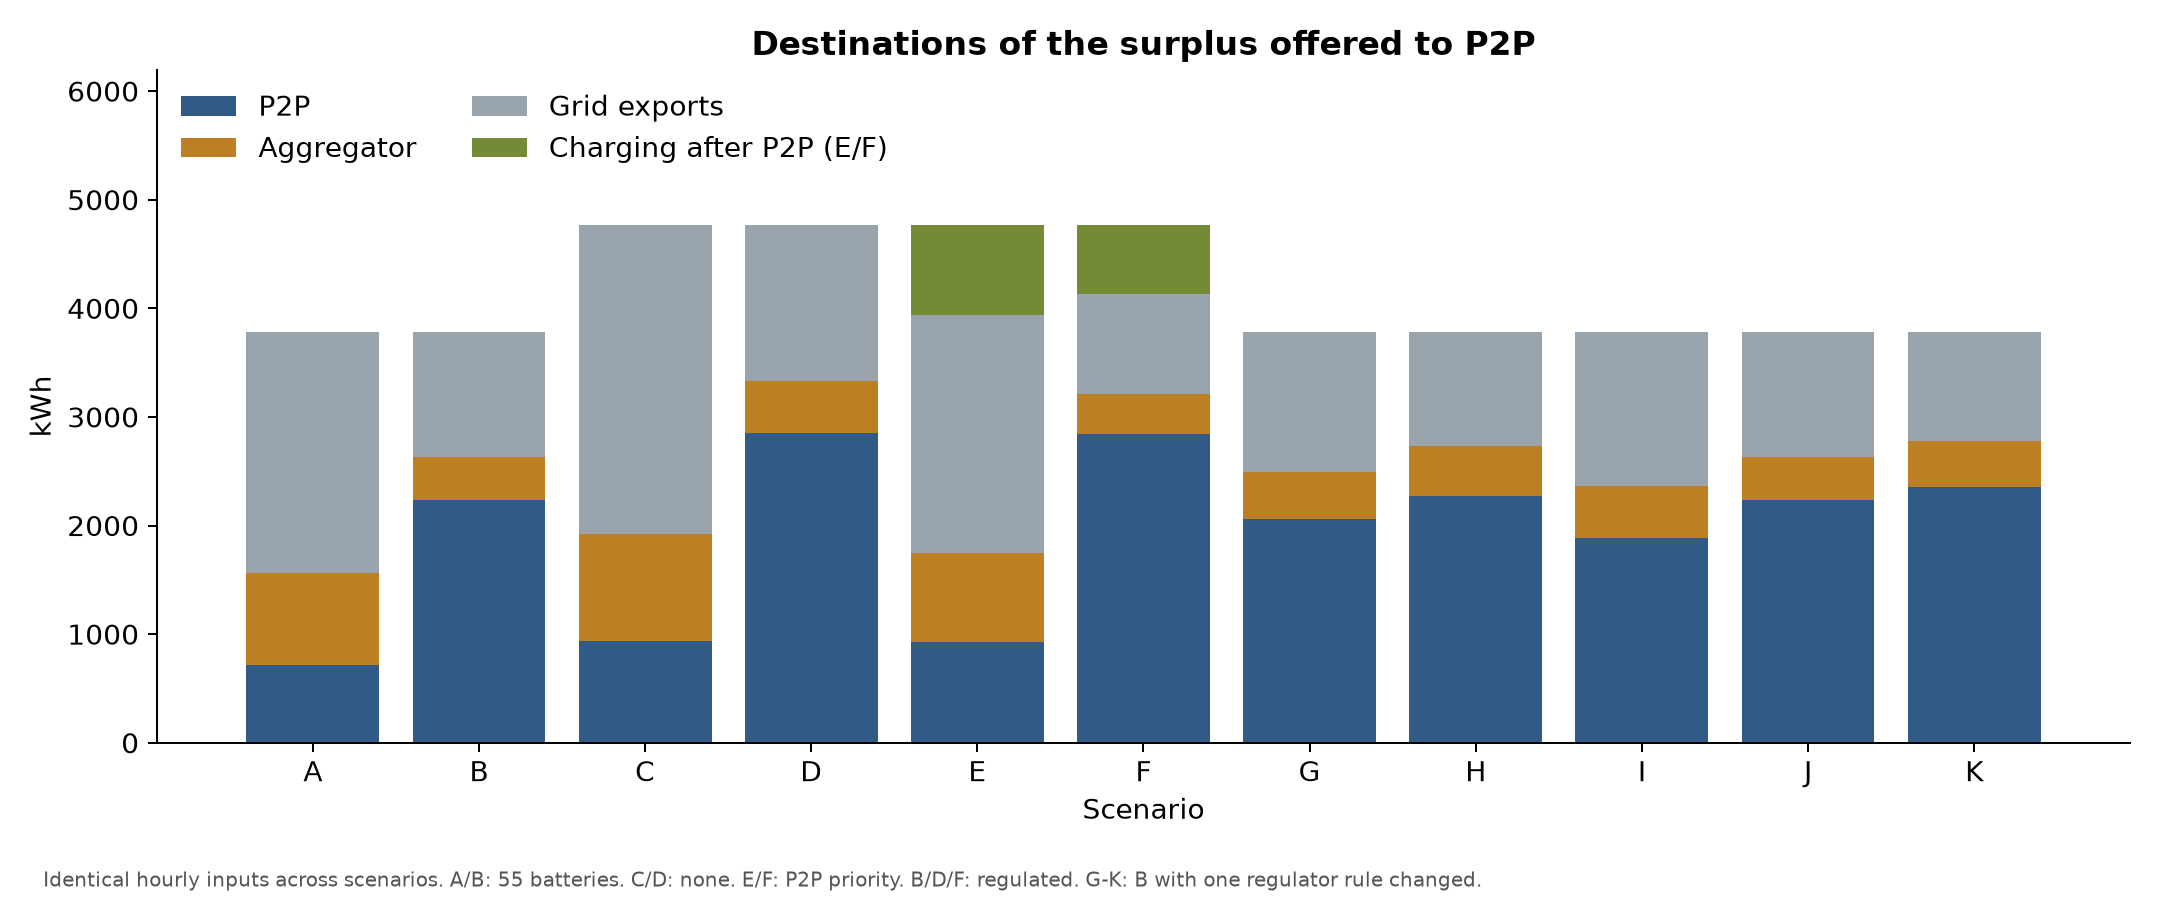 Destinations of the surplus offered to P2P
P2P
Aggregator
Grid exports
Charging after P2P (E/F)
6000
5000
4000
3000
2000
1000
0
kWh
A B C D E F G H I J K
Scenario
Identical hourly inputs across scenarios. A/B: 55 batteries. C/D: none. E/F: P2P priority. B/D/F: regulated. G-K: B with one regulator rule changed.